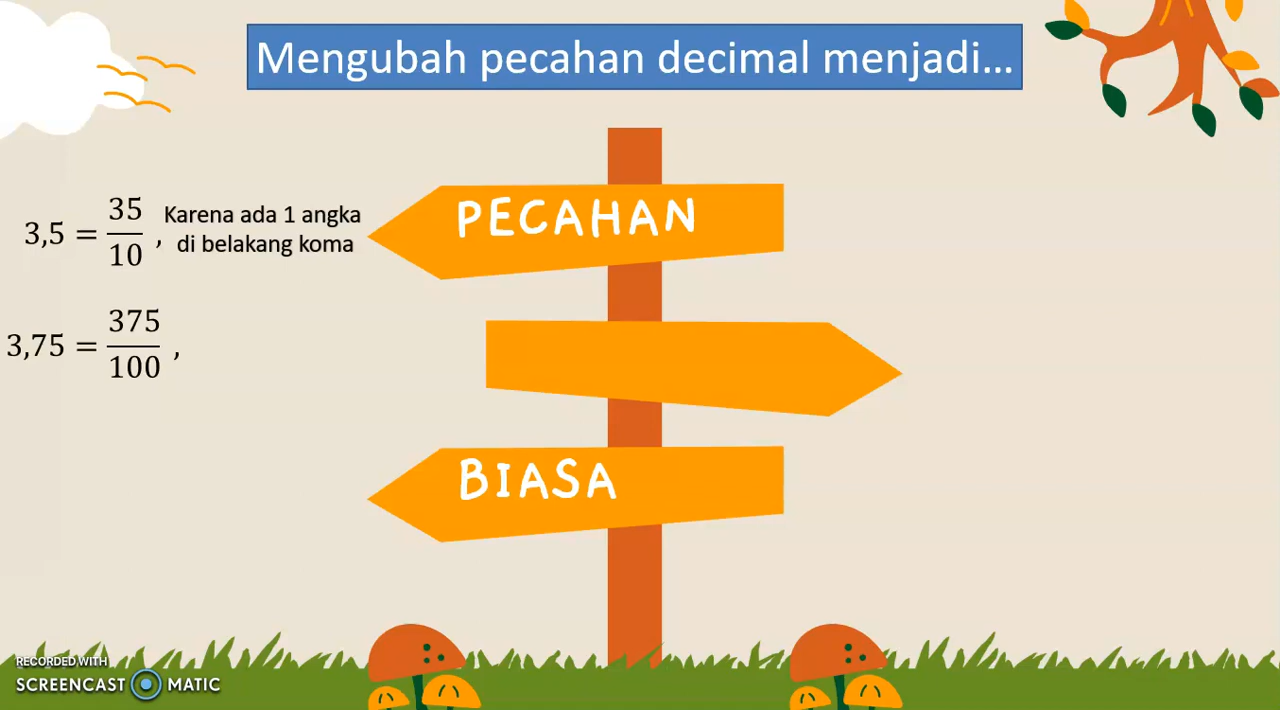 Mengubah pecahan decimal menjadi...
3,5 = 35/10 , Karena ada 1 angka
di belakang koma
3,75 = 375/100 ,
PECAHAN
BIASA
RECORDED WITH
SCREENCAST MATIC